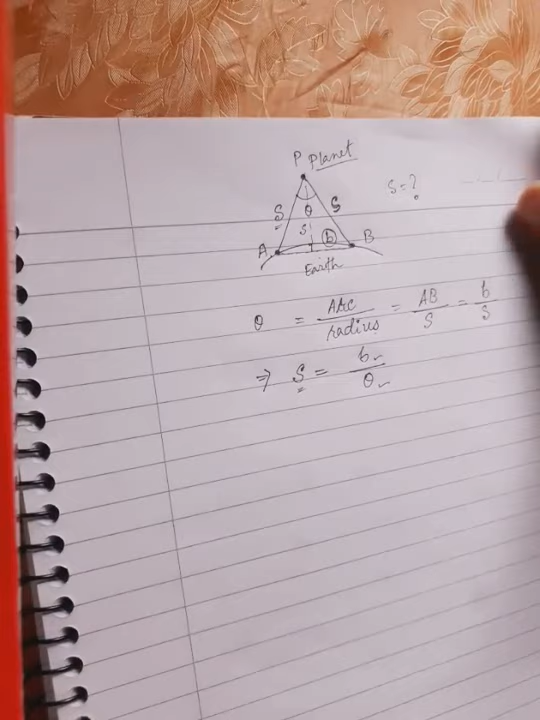 P Planet
S = ?
S θ S
S
A b B
Earth
θ = Arc/radius = AB/S = b/S
⇒ S = b/θ